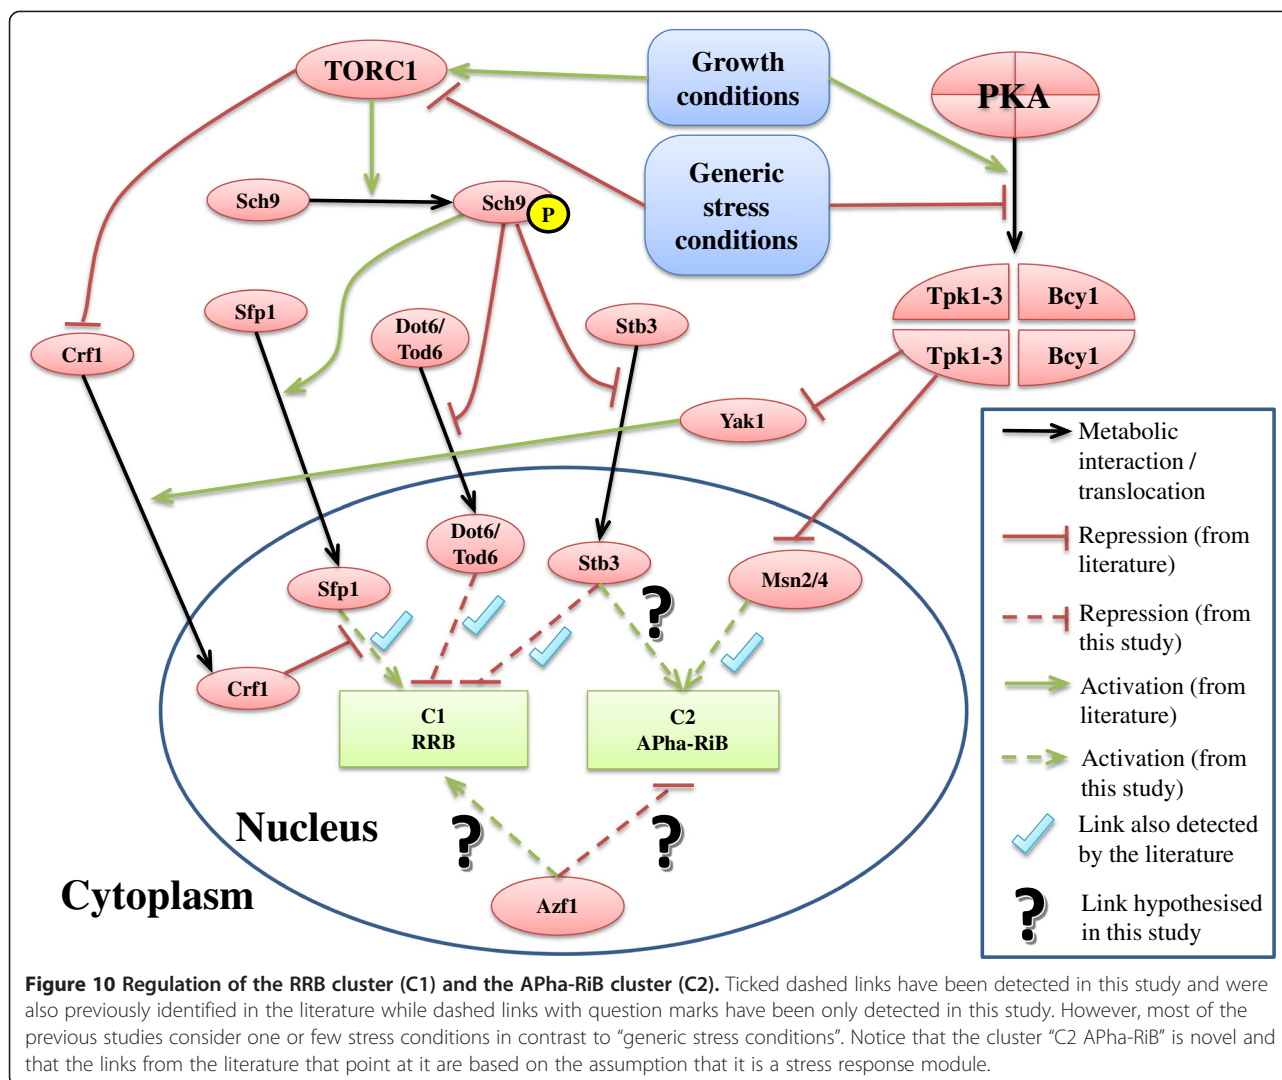 TORC1
Growth
conditions
PKA
Generic
stress
conditions
Sch9
Sch9
P
Tpk1-3
Bcy1
Tpk1-3
Bcy1
Sfp1
Dot6/
Tod6
Stb3
Crf1
Yak1
Dot6/
Tod6
Stb3
Sfp1
Msn2/4
?
Crf1
C1
RRB
C2
APha-RiB
Nucleus
?
?
Cytoplasm
Azf1
Metabolic
interaction /
translocation
Repression (from
literature)
Repression (from
this study)
Activation (from
literature)
Activation (from
this study)
Link also detected
by the literature
?
Link hypothesised
in this study
Figure 10 Regulation of the RRB cluster (C1) and the APha-RiB cluster (C2). Ticked dashed links have been detected in this study and were
also previously identified in the literature while dashed links with question marks have been only detected in this study. However, most of the
previous studies consider one or few stress conditions in contrast to “generic stress conditions”. Notice that the cluster “C2 APha-RiB” is novel and
that the links from the literature that point at it are based on the assumption that it is a stress response module.